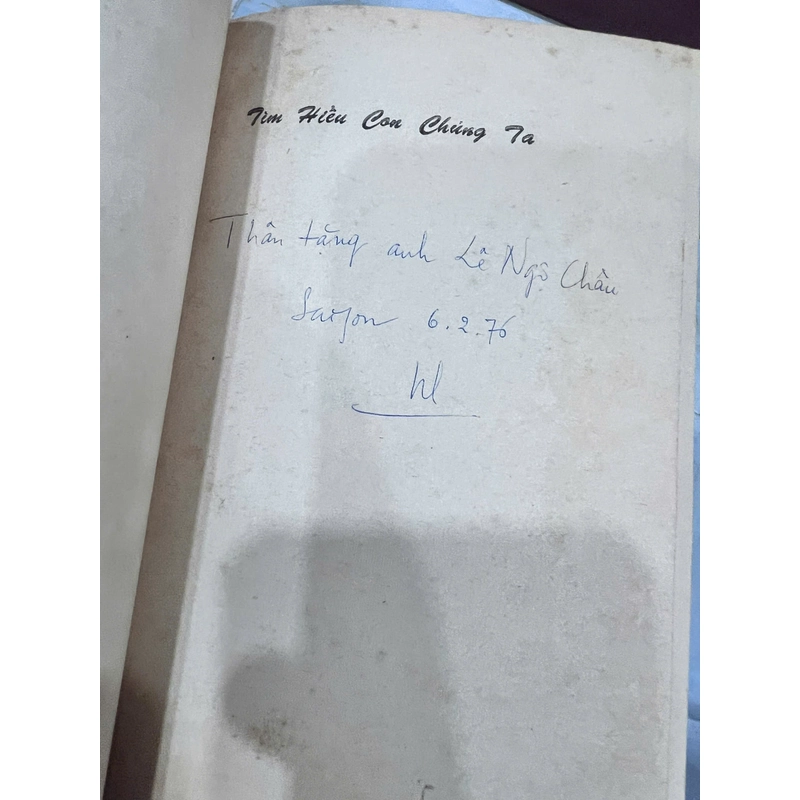 Tìm Hiểu Con Chúng Ta
Thân tặng anh Lê Ngộ Châu
Saigon 6.2.76